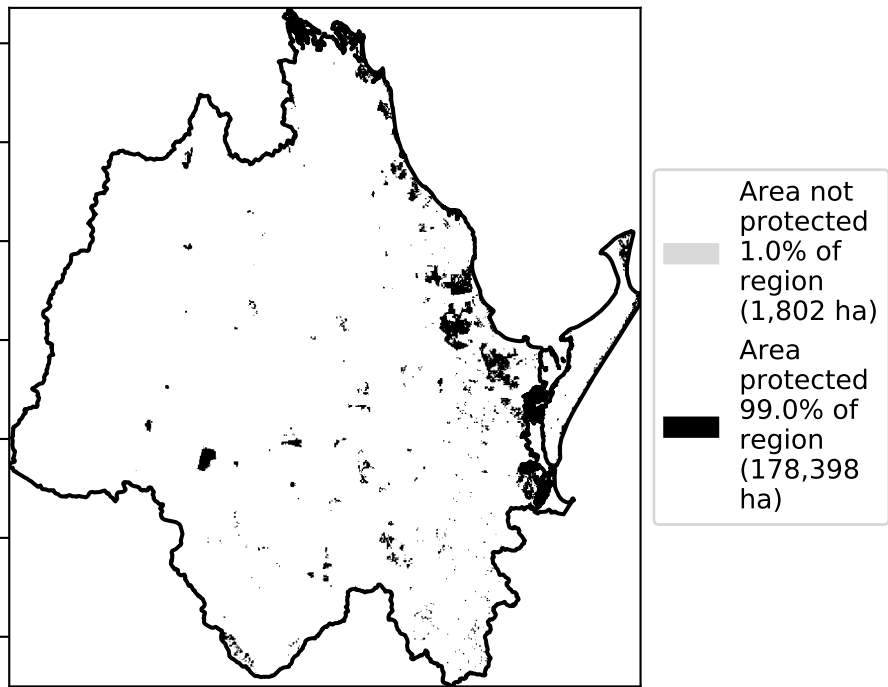 Area not
protected
1.0% of
region
(1,802 ha)
Area
protected
99.0% of
region
(178,398
ha)